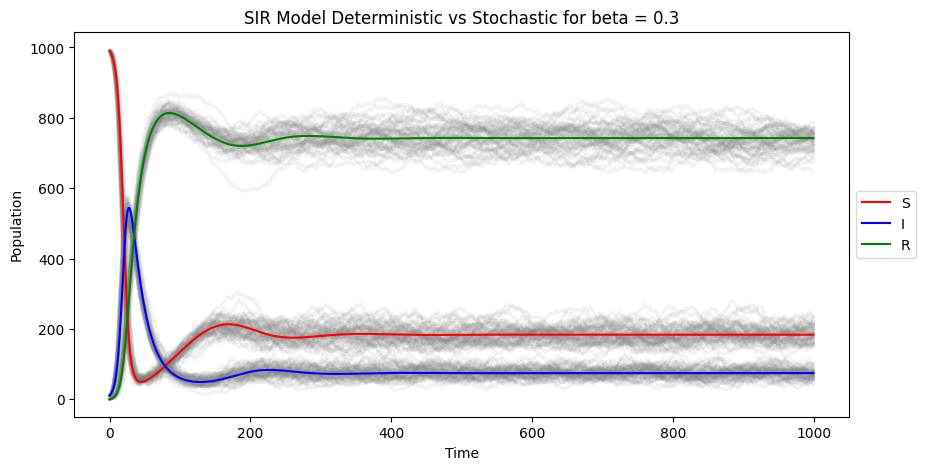 SIR Model Deterministic vs Stochastic for beta = 0.3
Population
1000
800
600
400
200
0
0 200 400 600 800 1000
Time
S
I
R